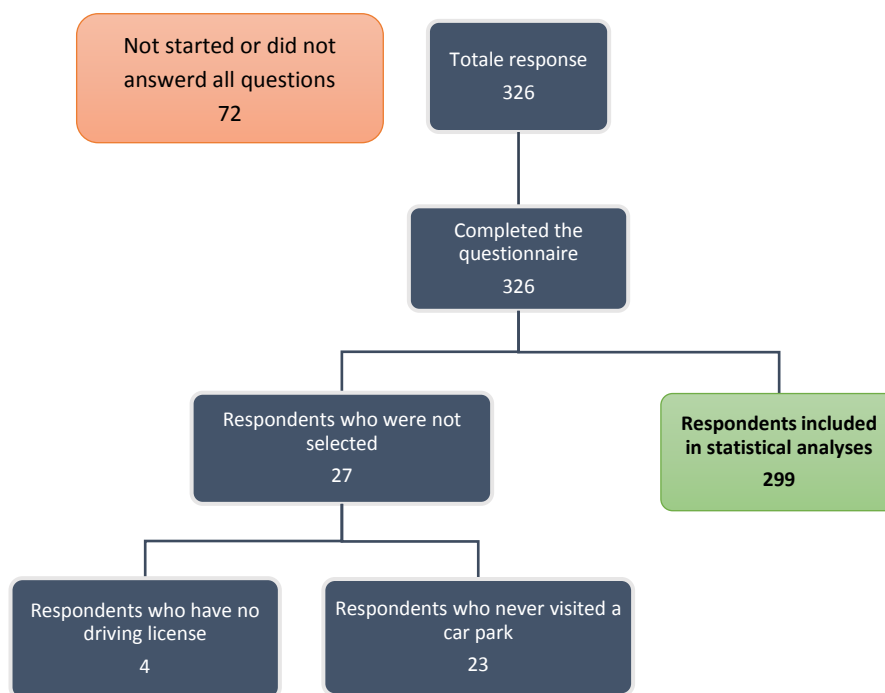 Not started or did not
answerd all questions
72
Totale response
326
Completed the
questionnaire
326
Respondents who were not
selected
27
Respondents included
in statistical analyses
299
Respondents who have no
driving license
4
Respondents who never visited a
car park
23